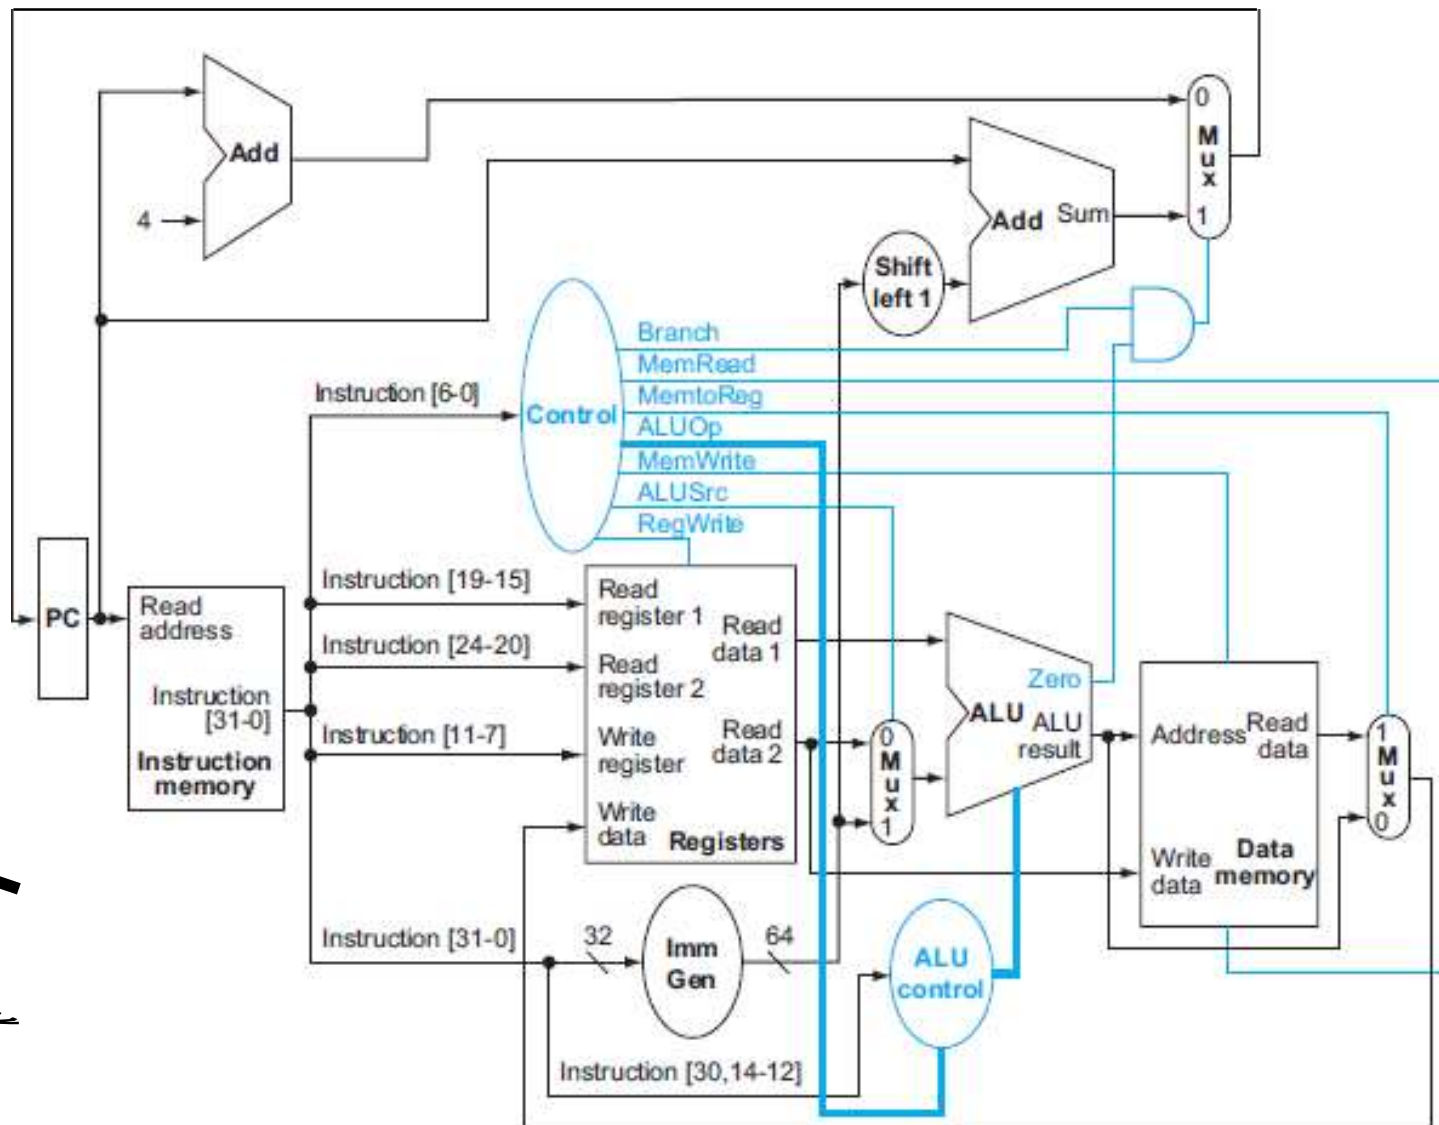 Add
4
Add Sum
0
Mux
1
Shift
left 1
Branch
MemRead
MemtoReg
ALUOp
MemWrite
ALUSrc
RegWrite
Instruction [6-0]
Control
PC
Read
address
Instruction
[31-0]
Instruction
memory
Instruction [19-15]
Instruction [24-20]
Instruction [11-7]
Instruction [31-0]
Read
register 1
Read
register 2
Write
register
Write
data
Read
data 1
Read
data 2
Registers
0
Mux
1
Zero
ALU
ALU
result
Address
Read
data
Write
data
Data
memory
1
Mux
0
32
Imm
Gen
64
ALU
control
Instruction [30,14-12]